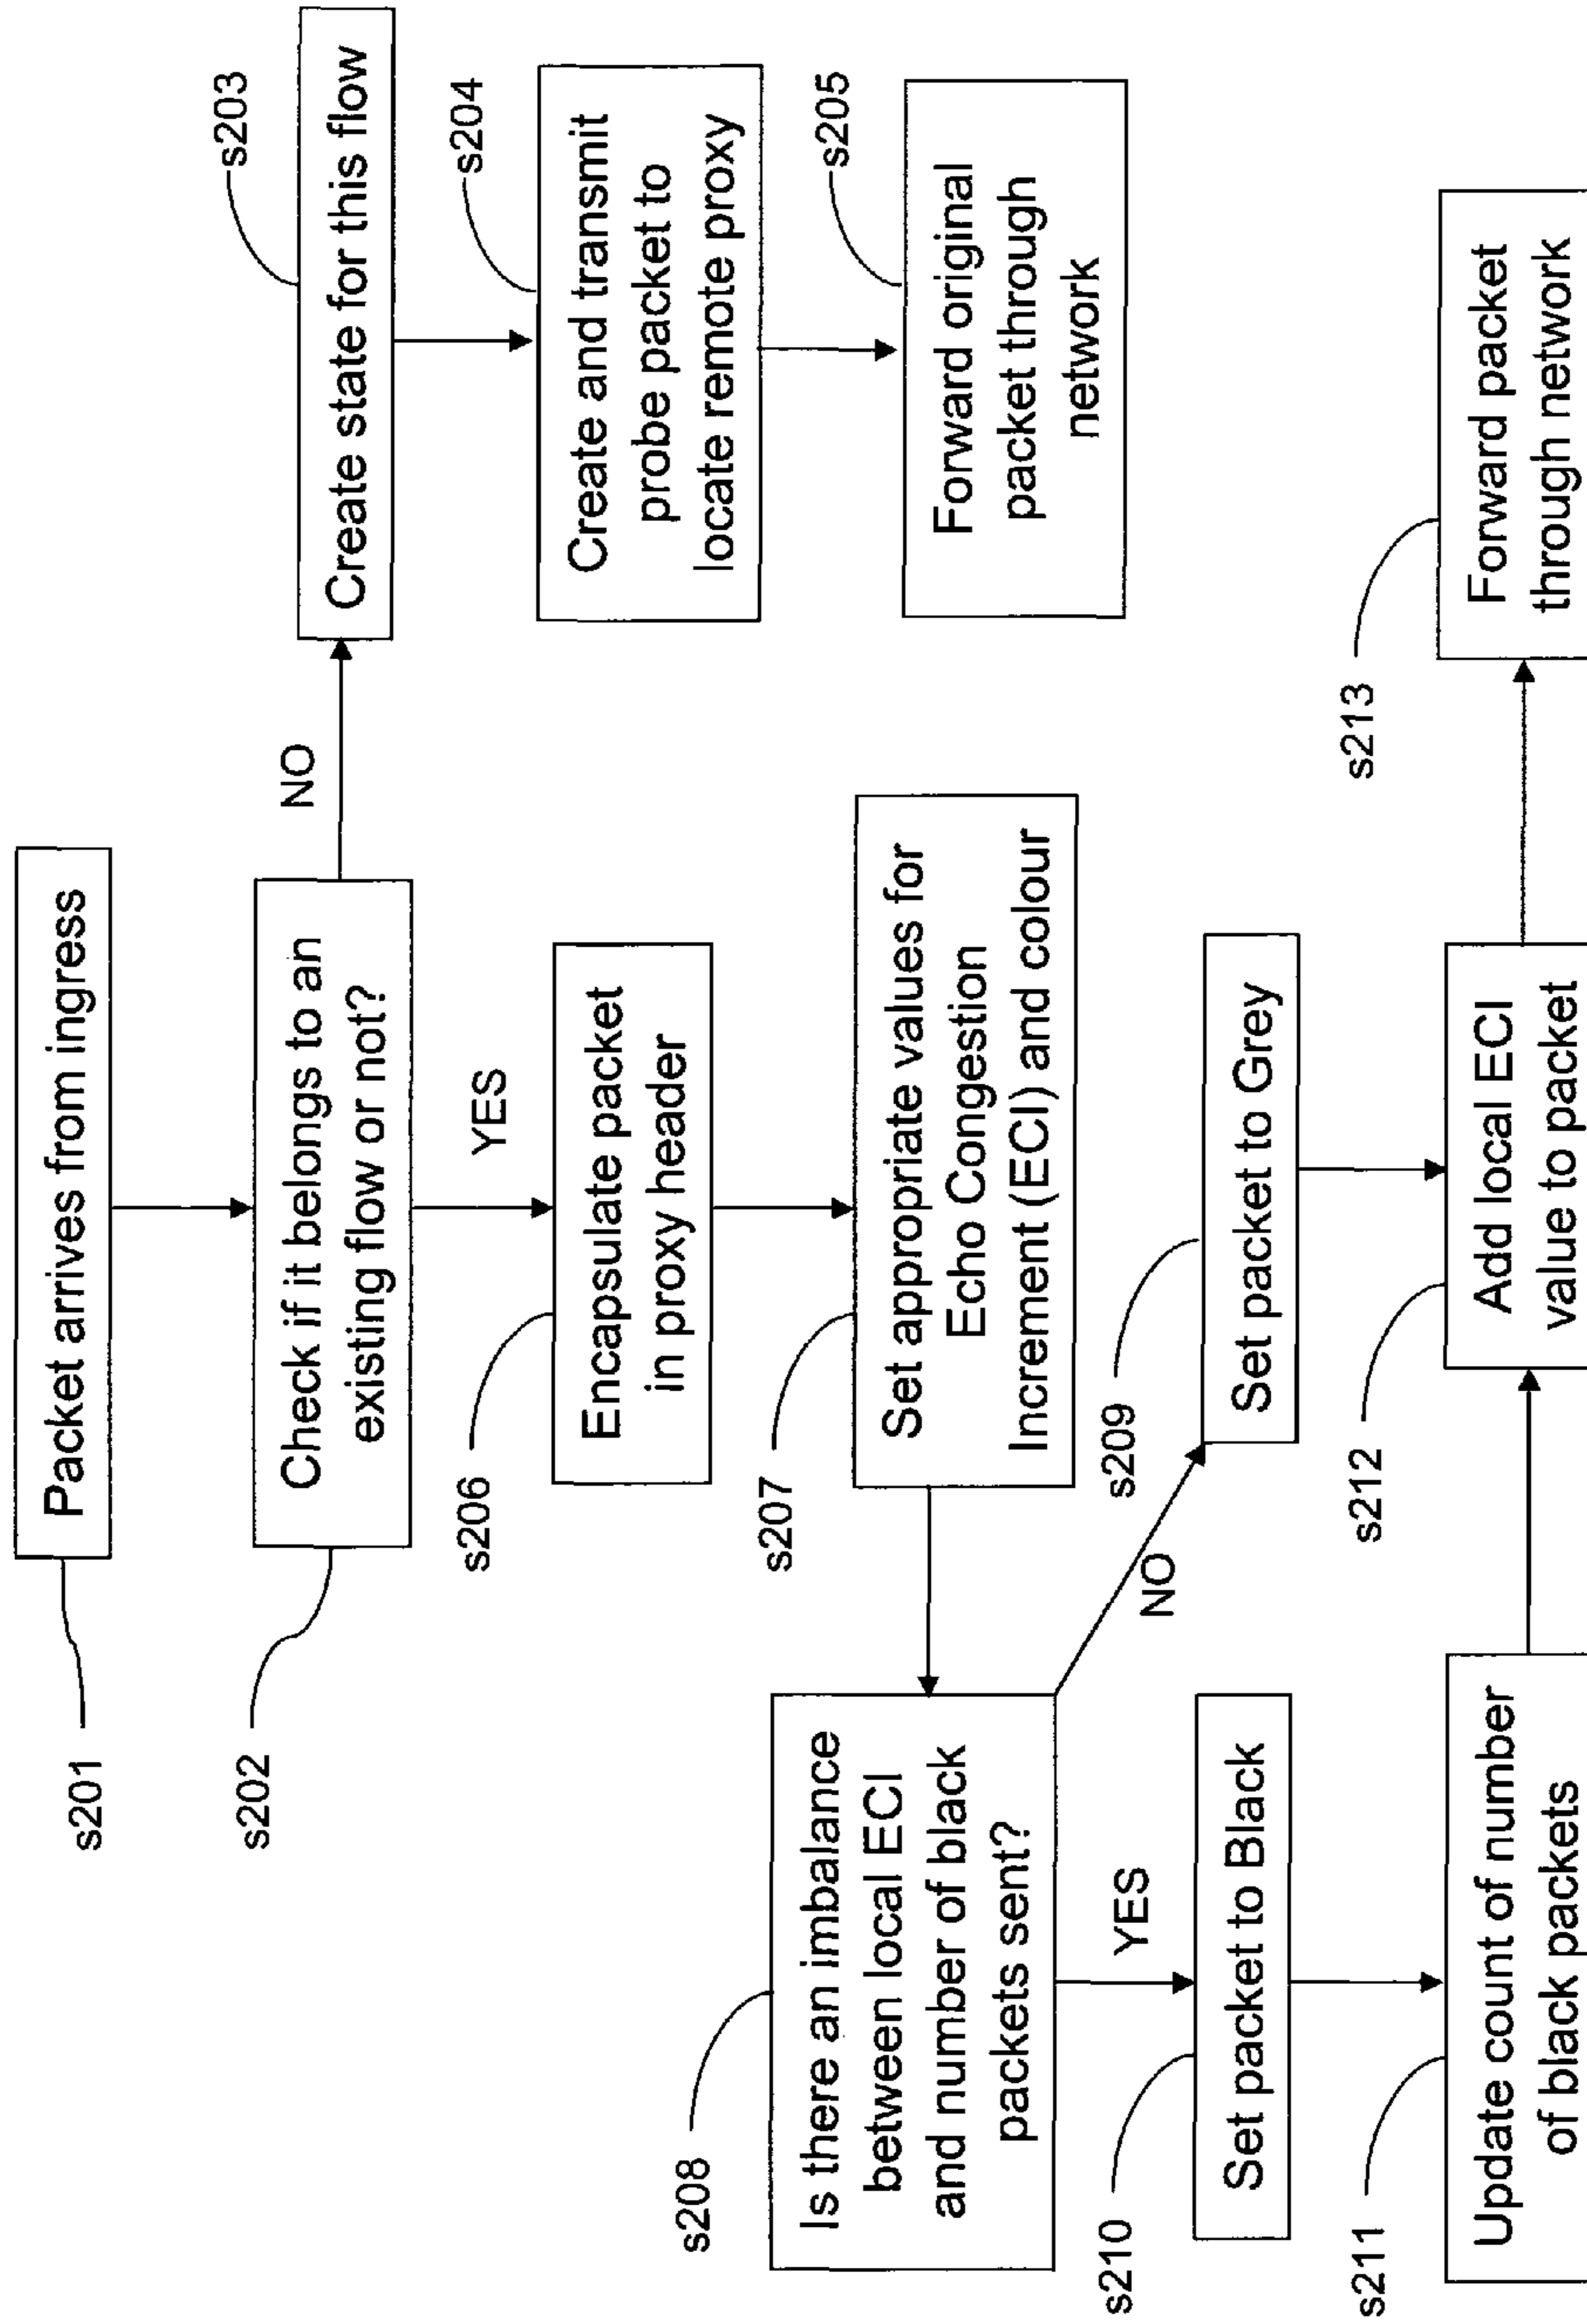 s201
Packet arrives from ingress
s202
Check if it belongs to an
existing flow or not?
NO
s203
Create state for this flow
s204
Create and transmit
probe packet to
locate remote proxy
s205
Forward original
packet through
network
YES
s206
Encapsulate packet
in proxy header
s207
Set appropriate values for
Echo Congestion
Increment (ECI) and colour
s208
Is there an imbalance
between local ECI
and number of black
packets sent?
NO
s209
Set packet to Grey
YES
s210
Set packet to Black
s211
Update count of number
of black packets
s212
Add local ECI
value to packet
s213
Forward packet
through network